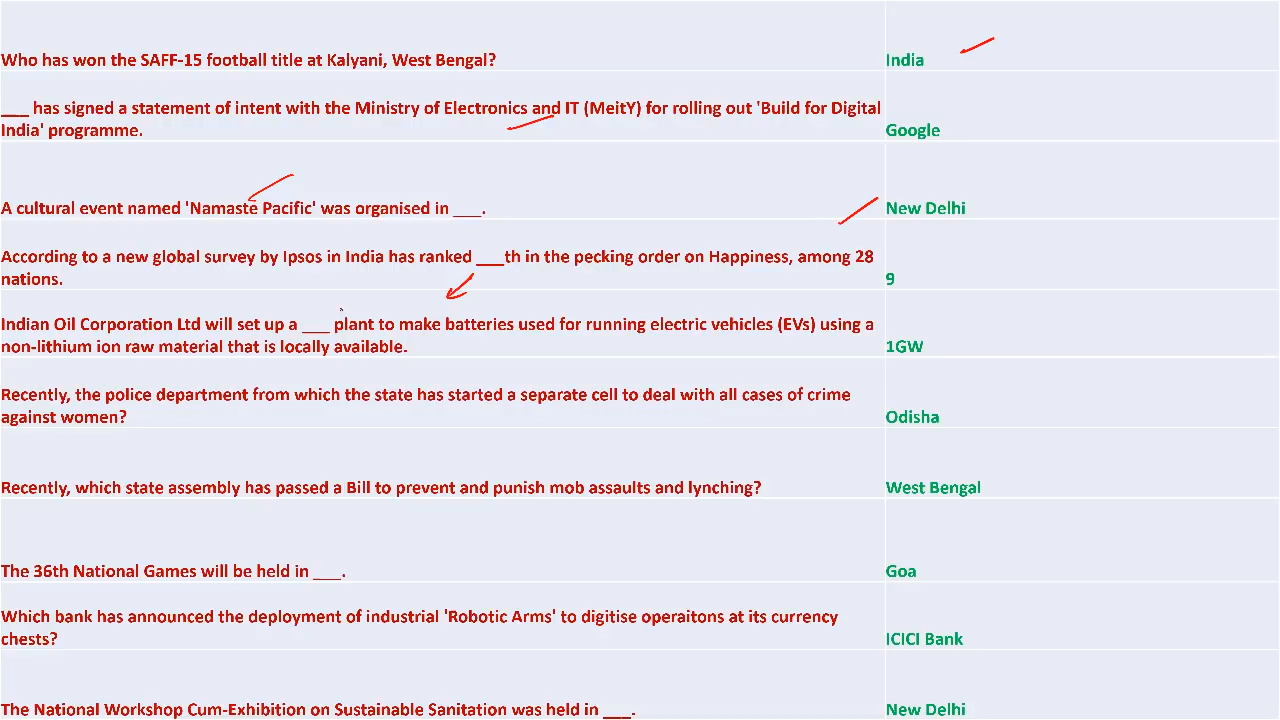 Who has won the SAFF-15 football title at Kalyani, West Bengal?
India
___ has signed a statement of intent with the Ministry of Electronics and IT (MeitY) for rolling out 'Build for Digital
India' programme.
Google
A cultural event named 'Namaste Pacific' was organised in ___.
New Delhi
According to a new global survey by Ipsos in India has ranked ___th in the pecking order on Happiness, among 28
nations.
9
Indian Oil Corporation Ltd will set up a ___ plant to make batteries used for running electric vehicles (EVs) using a
non-lithium ion raw material that is locally available.
1GW
Recently, the police department from which the state has started a separate cell to deal with all cases of crime
against women?
Odisha
Recently, which state assembly has passed a Bill to prevent and punish mob assaults and lynching?
West Bengal
The 36th National Games will be held in ___.
Goa
Which bank has announced the deployment of industrial 'Robotic Arms' to digitise operaitons at its currency
chests?
ICICI Bank
The National Workshop Cum-Exhibition on Sustainable Sanitation was held in ___.
New Delhi